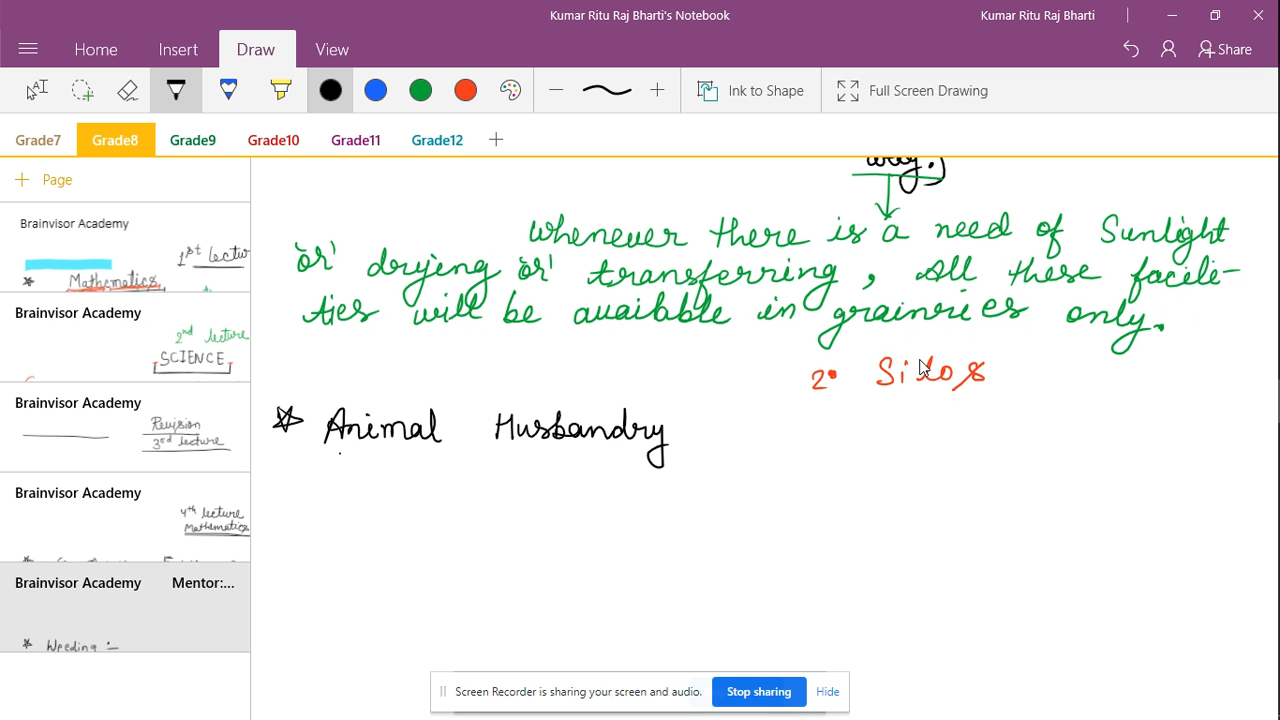 Kumar Ritu Raj Bharti's Notebook
Kumar Ritu Raj Bharti
Home Insert Draw View
Share
Ink to Shape
Full Screen Drawing
Grade7 Grade8 Grade9 Grade10 Grade11 Grade12
Page
Brainvisor Academy
1st lectur
Mathematics
Brainvisor Academy
2nd lecture
SCIENCE
Brainvisor Academy
Revision
3rd lecture
Brainvisor Academy
4th lecture
Mathematics
Brainvisor Academy Mentor:...
* Weeding :-
way.)
Whenever there is a need of Sunlight
'or' dryeng 'or' transferring, All these facili-
ties will be auailable in grainries only.
2. Silos
* Animal Husbandry
Screen Recorder is sharing your screen and audio. Stop sharing Hide